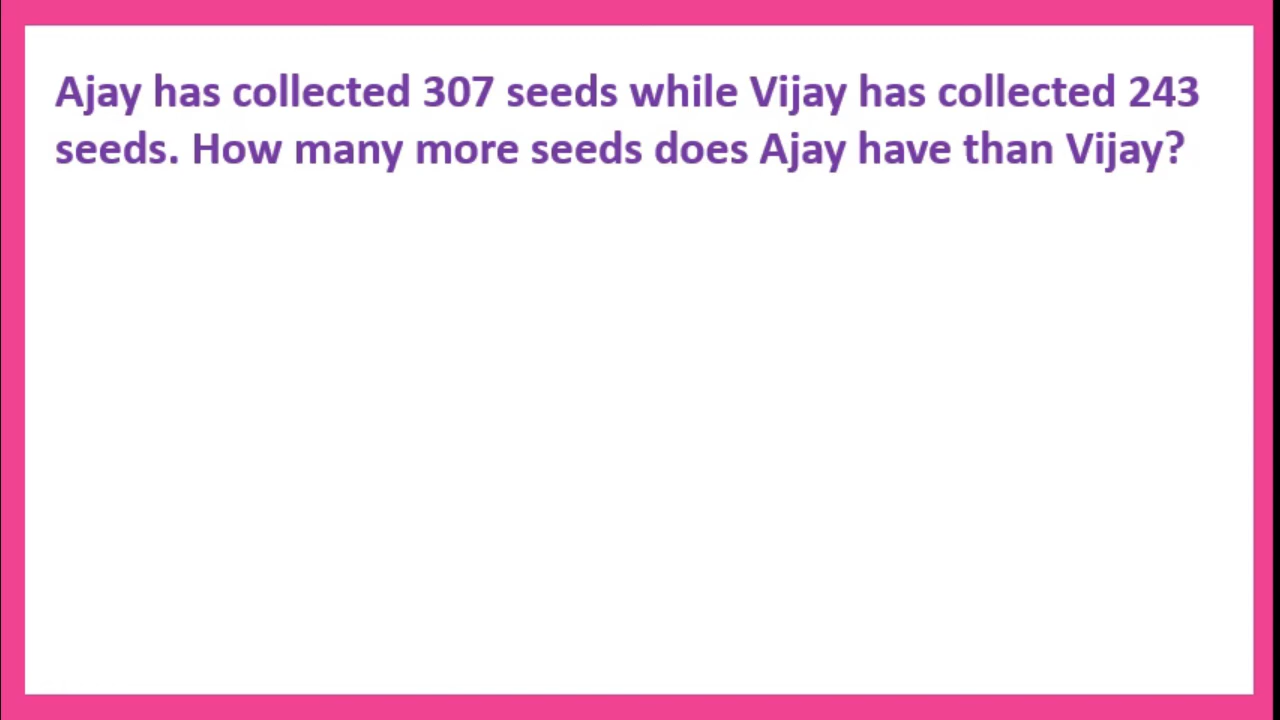 Ajay has collected 307 seeds while Vijay has collected 243
seeds. How many more seeds does Ajay have than Vijay?